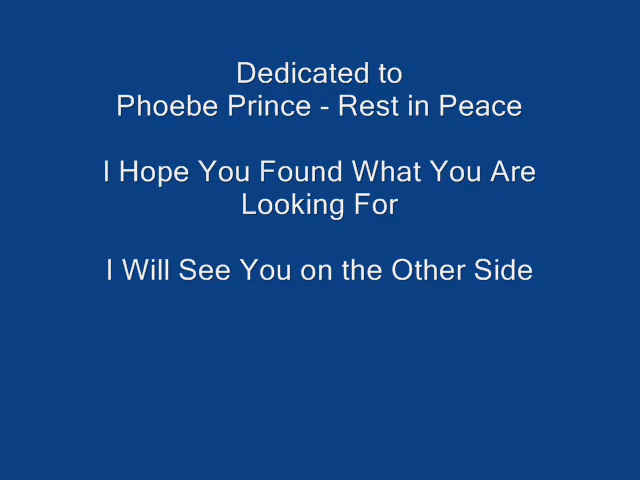 Dedicated to
Phoebe Prince - Rest in Peace
I Hope You Found What You Are
Looking For
I Will See You on the Other Side